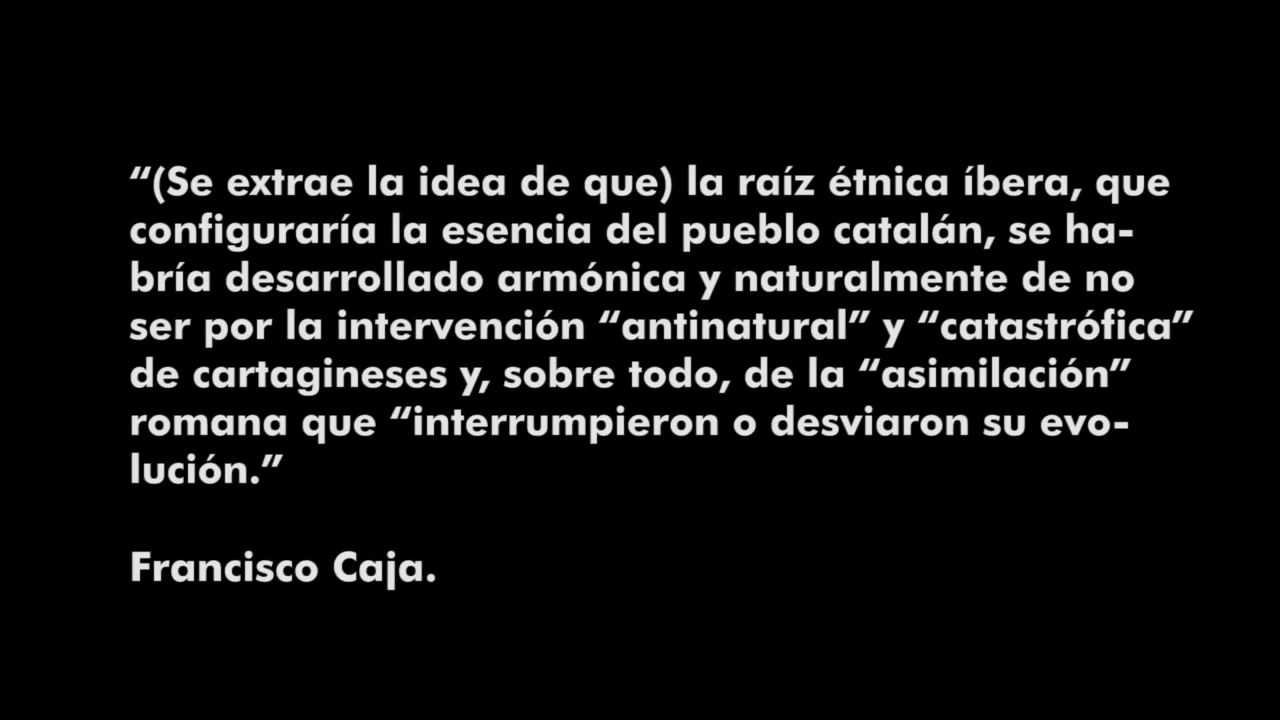 “(Se extrae la idea de que) la raíz étnica íbera, que
configuraría la esencia del pueblo catalán, se ha-
bría desarrollado armónica y naturalmente de no
ser por la intervención “antinatural” y “catastrófica”
de cartagineses y, sobre todo, de la “asimilación”
romana que “interrumpieron o desviaron su evo-
lución.”
Francisco Caja.